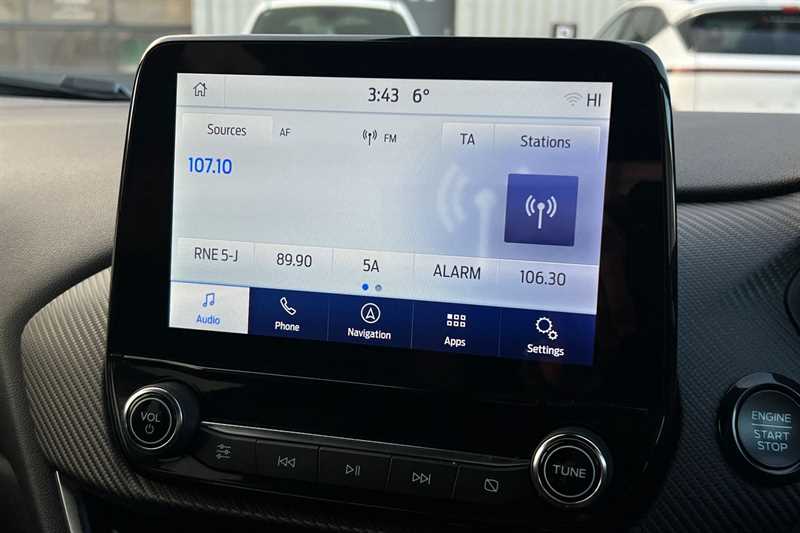 3:43 6° HI
Sources AF FM TA Stations
107.10
RNE 5-J 89.90 5A ALARM 106.30
Audio Phone Navigation Apps Settings
VOL
TUNE
ENGINE
START
STOP